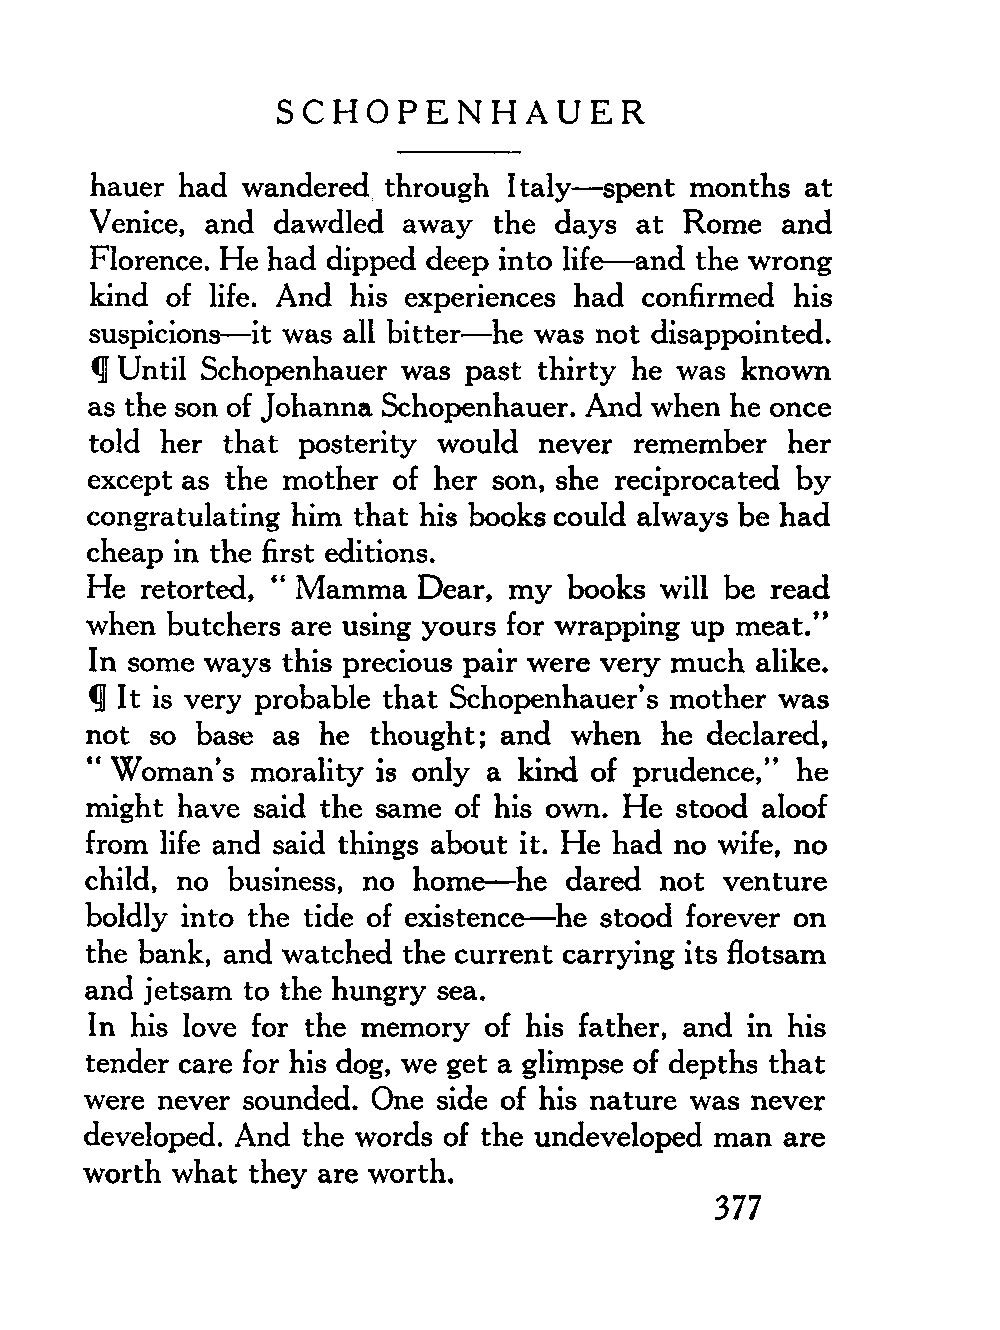 SCHOPENHAUER
hauer had wandered through Italy—spent months at
Venice, and dawdled away the days at Rome and
Florence. He had dipped deep into life—and the wrong
kind of life. And his experiences had confirmed his
suspicions—it was all bitter—he was not disappointed.
¶ Until Schopenhauer was past thirty he was known
as the son of Johanna Schopenhauer. And when he once
told her that posterity would never remember her
except as the mother of her son, she reciprocated by
congratulating him that his books could always be had
cheap in the first editions.
He retorted, “ Mamma Dear, my books will be read
when butchers are using yours for wrapping up meat.”
In some ways this precious pair were very much alike.
¶ It is very probable that Schopenhauer’s mother was
not so base as he thought; and when he declared,
“ Woman’s morality is only a kind of prudence,” he
might have said the same of his own. He stood aloof
from life and said things about it. He had no wife, no
child, no business, no home—he dared not venture
boldly into the tide of existence—he stood forever on
the bank, and watched the current carrying its flotsam
and jetsam to the hungry sea.
In his love for the memory of his father, and in his
tender care for his dog, we get a glimpse of depths that
were never sounded. One side of his nature was never
developed. And the words of the undeveloped man are
worth what they are worth.
377